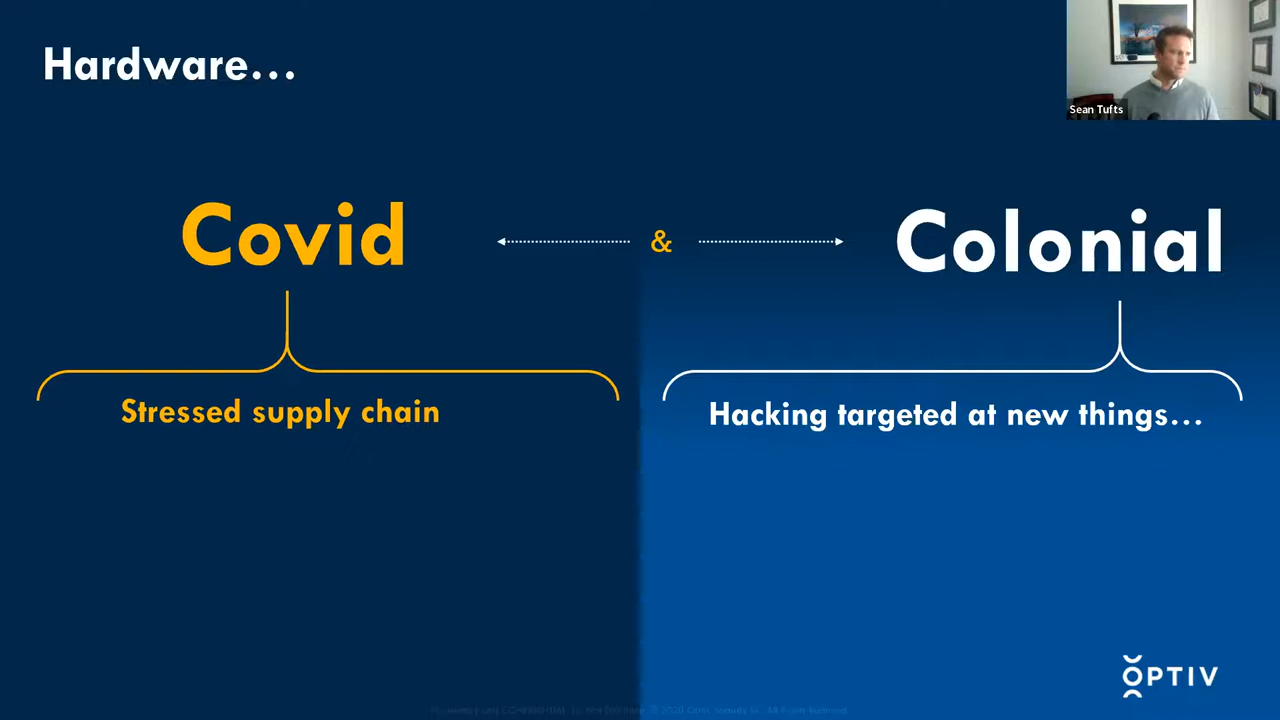 Hardware…
Sean Tufts
Covid
&
Colonial
Stressed supply chain
Hacking targeted at new things…
OPTIV